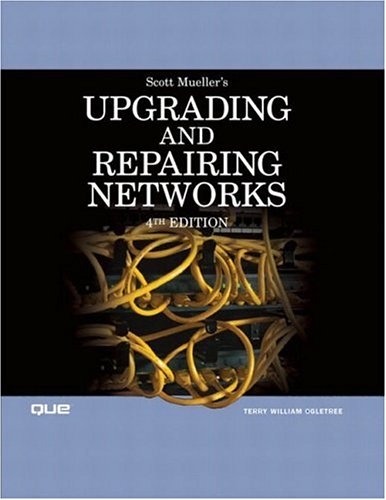 Scott Mueller's
UPGRADING
AND
REPAIRING
NETWORKS
4TH EDITION
que
TERRY WILLIAM OGLETREE